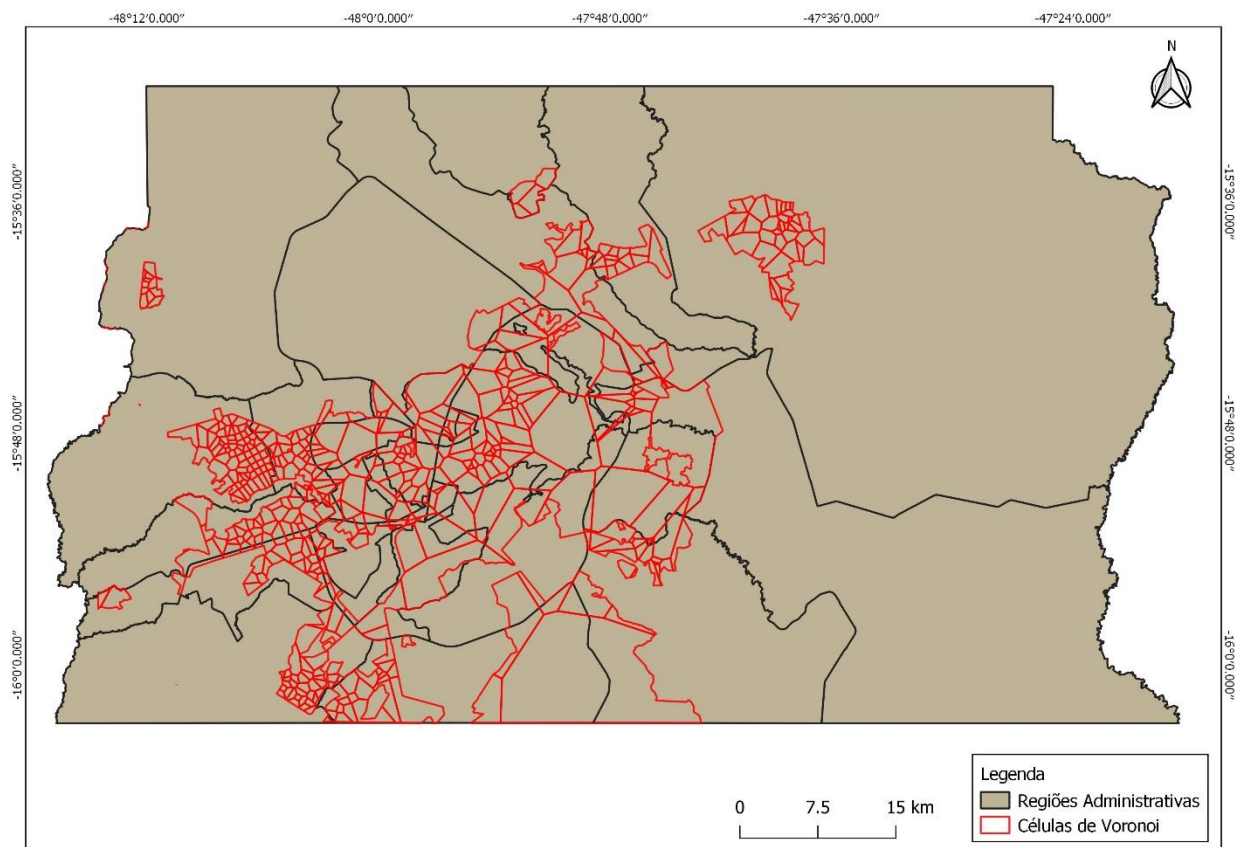 -48°12'0.000″
-48°0'0.000″
-47°48'0.000″
-47°36'0.000″
-47°24'0.000″
N
-15°36'0.000″
-15°36'0.000″
-15°48'0.000″
-15°48'0.000″
-16°0'0.000″
-16°0'0.000″
Legenda
Regiões Administrativas
Células de Voronoi
0 7.5 15 km